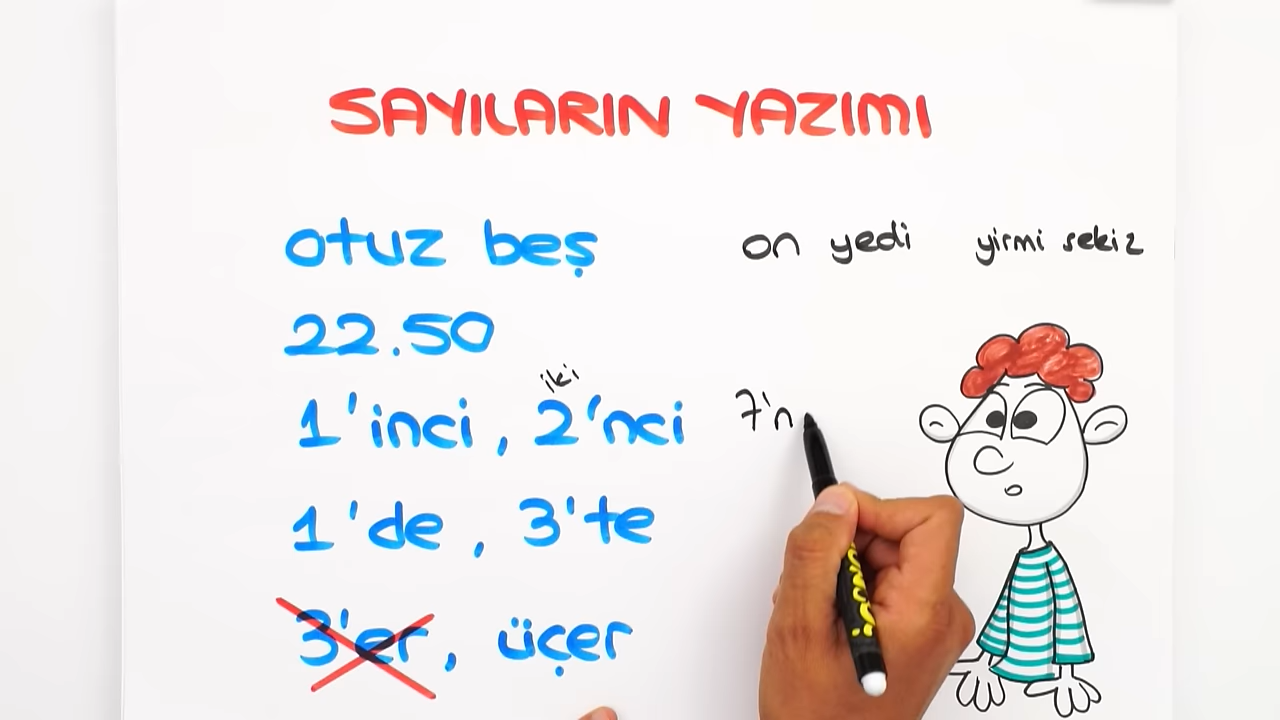 SAYILARIN YAZIMI
otuz beş on yedi yirmi sekiz
22.50
iki
1'inci, 2'nci 7'n
1'de, 3'te
3'er, üçer